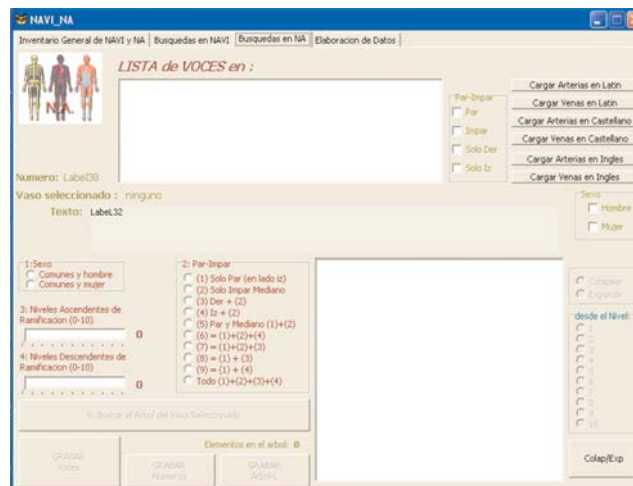 NAVI_NA
Inventario General de NAVI y NA
Busquedas en NAVI
Busquedas en NA
Elaboracion de Datos
N.A.
LISTA de VOCES en :
Par-Impar
Par
Impar
Solo Der
Solo Iz
Cargar Arterias en Latin
Cargar Venas en Latin
Cargar Arterias en Castellano
Cargar Venas en Castellano
Cargar Arterias en Ingles
Cargar Venas en Ingles
Numero: Label38
Vaso seleccionado : ninguno
Texto: LabeL32
Sexo
Hombre
Mujer
1:Sexo
Comunes y hombre
Comunes y mujer
2: Par-Impar
(1) Solo Par (en lado iz)
(2) Solo Impar Mediano
(3) Der + (2)
(4) Iz + (2)
(5) Par y Mediano (1)+(2)
(6) = (1)+(2)+(4)
(7) = (1)+(2)+(3)
(8) = (1) + (3)
(9) = (1) + (4)
Todo (1)+(2)+(3)+(4)
3: Niveles Ascendentes de
Ramificacion (0-10)
0
4: Niveles Descendentes de
Ramificacion (0-10)
0
5: Buscar el Arbol del Vaso Seleccionado
Elementos en el arbol: 0
GRABAR
Voces
GRABAR
Numeros
GRABAR
Arboles
Colapsar
Expandir
desde el Nivel:
1
2
3
4
5
6
7
8
9
10
Colap/Exp